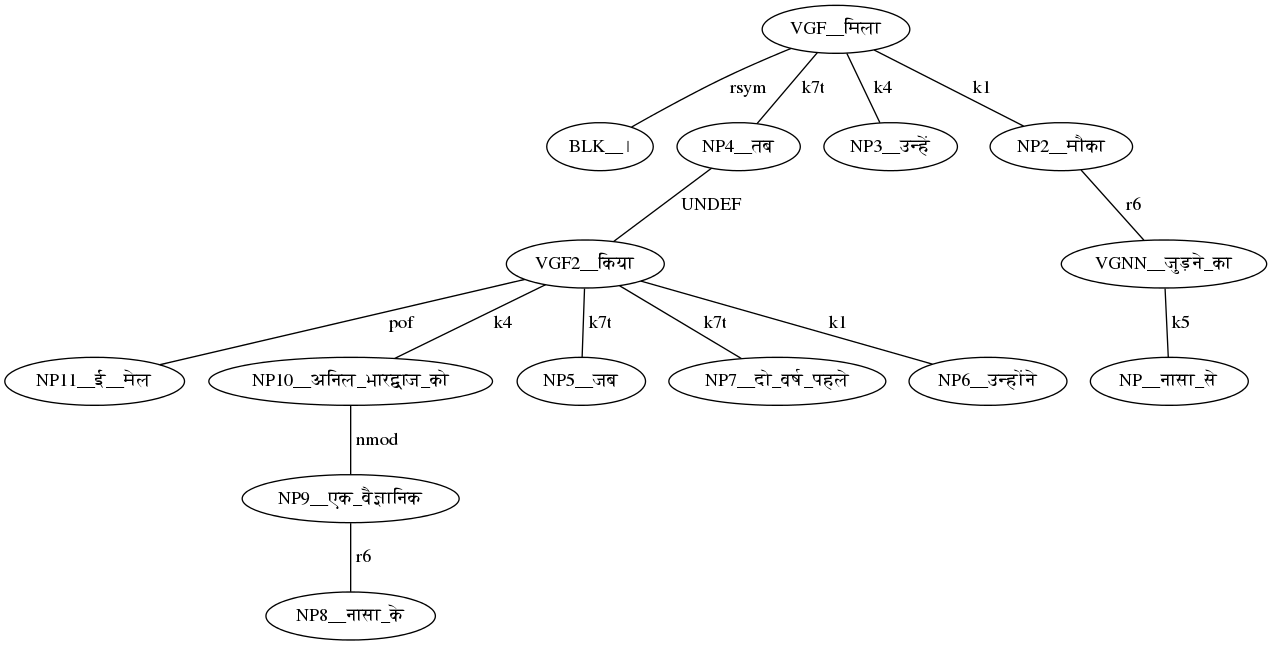 VGF__मिला
rsym k7t k4 k1
BLK__। NP4__तब NP3__उन्हें NP2__मौका
UNDEF r6
VGF2__किया VGNN__जुड़ने_का
pof k4 k7t k7t k1 k5
NP11__ई__मेल NP10__अनिल_भारद्वाज_को NP5__जब NP7__दो_वर्ष_पहले NP6__उन्होंने NP__नासा_से
nmod
NP9__एक_वैज्ञानिक
r6
NP8__नासा_के